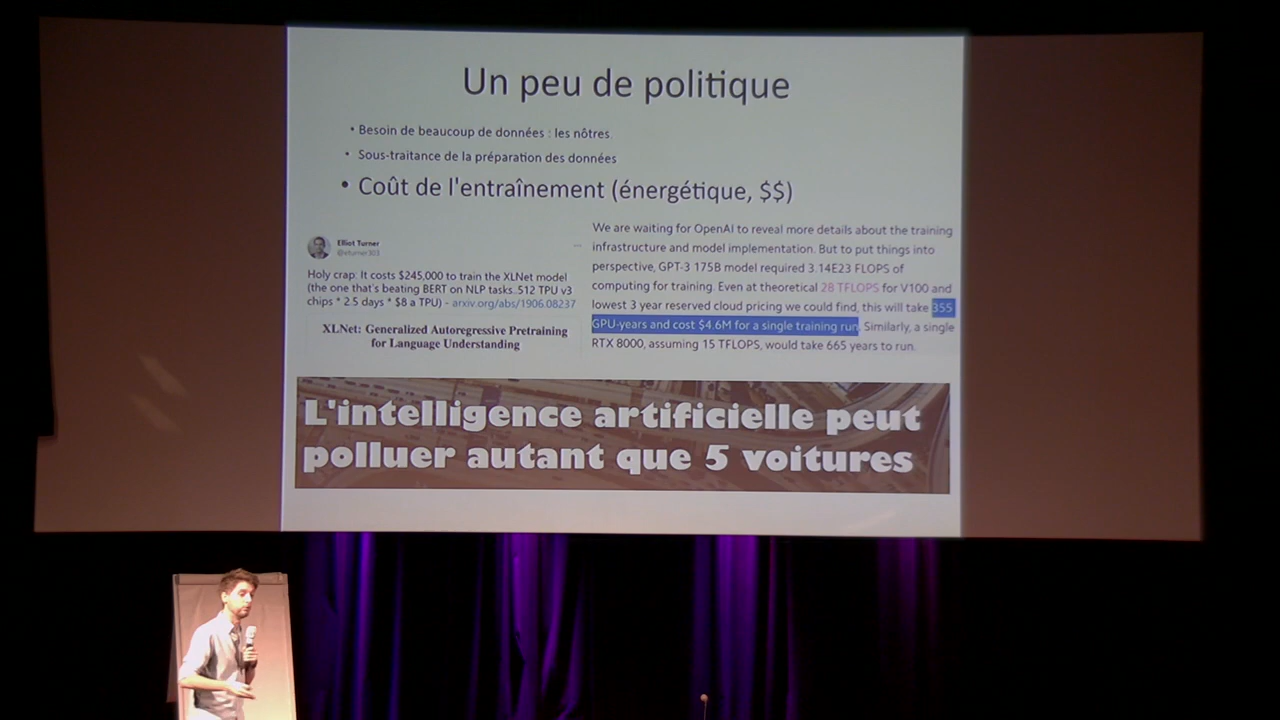 Un peu de politique
• Besoin de beaucoup de données : les nôtres
• Sous-traitance de la préparation des données
• Coût de l'entraînement (énergétique, $$)
Elliot Turner
@eturner303
Holy crap: It costs $245,000 to train the XLNet model
(the one that's beating BERT on NLP tasks..512 TPU v3
chips * 2.5 days * $8 a TPU) - arxiv.org/abs/1906.08237
XLNet: Generalized Autoregressive Pretraining
for Language Understanding
We are waiting for OpenAI to reveal more details about the training
infrastructure and model implementation. But to put things into
perspective, GPT-3 175B model required 3.14E23 FLOPS of
computing for training. Even at theoretical 28 TFLOPS for V100 and
lowest 3 year reserved cloud pricing we could find, this will take 355
GPU-years and cost $4.6M for a single training run. Similarly, a single
RTX 8000, assuming 15 TFLOPS, would take 665 years to run.
L'intelligence artificielle peut
polluer autant que 5 voitures